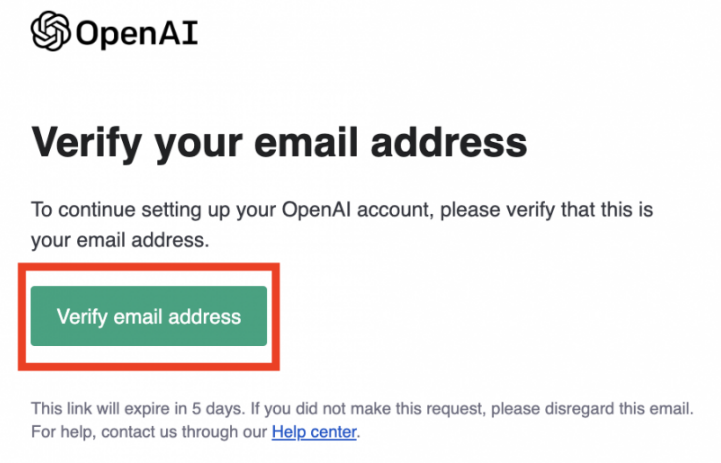 OpenAI
Verify your email address
To continue setting up your OpenAI account, please verify that this is
your email address.
Verify email address
This link will expire in 5 days. If you did not make this request, please disregard this email.
For help, contact us through our Help center.